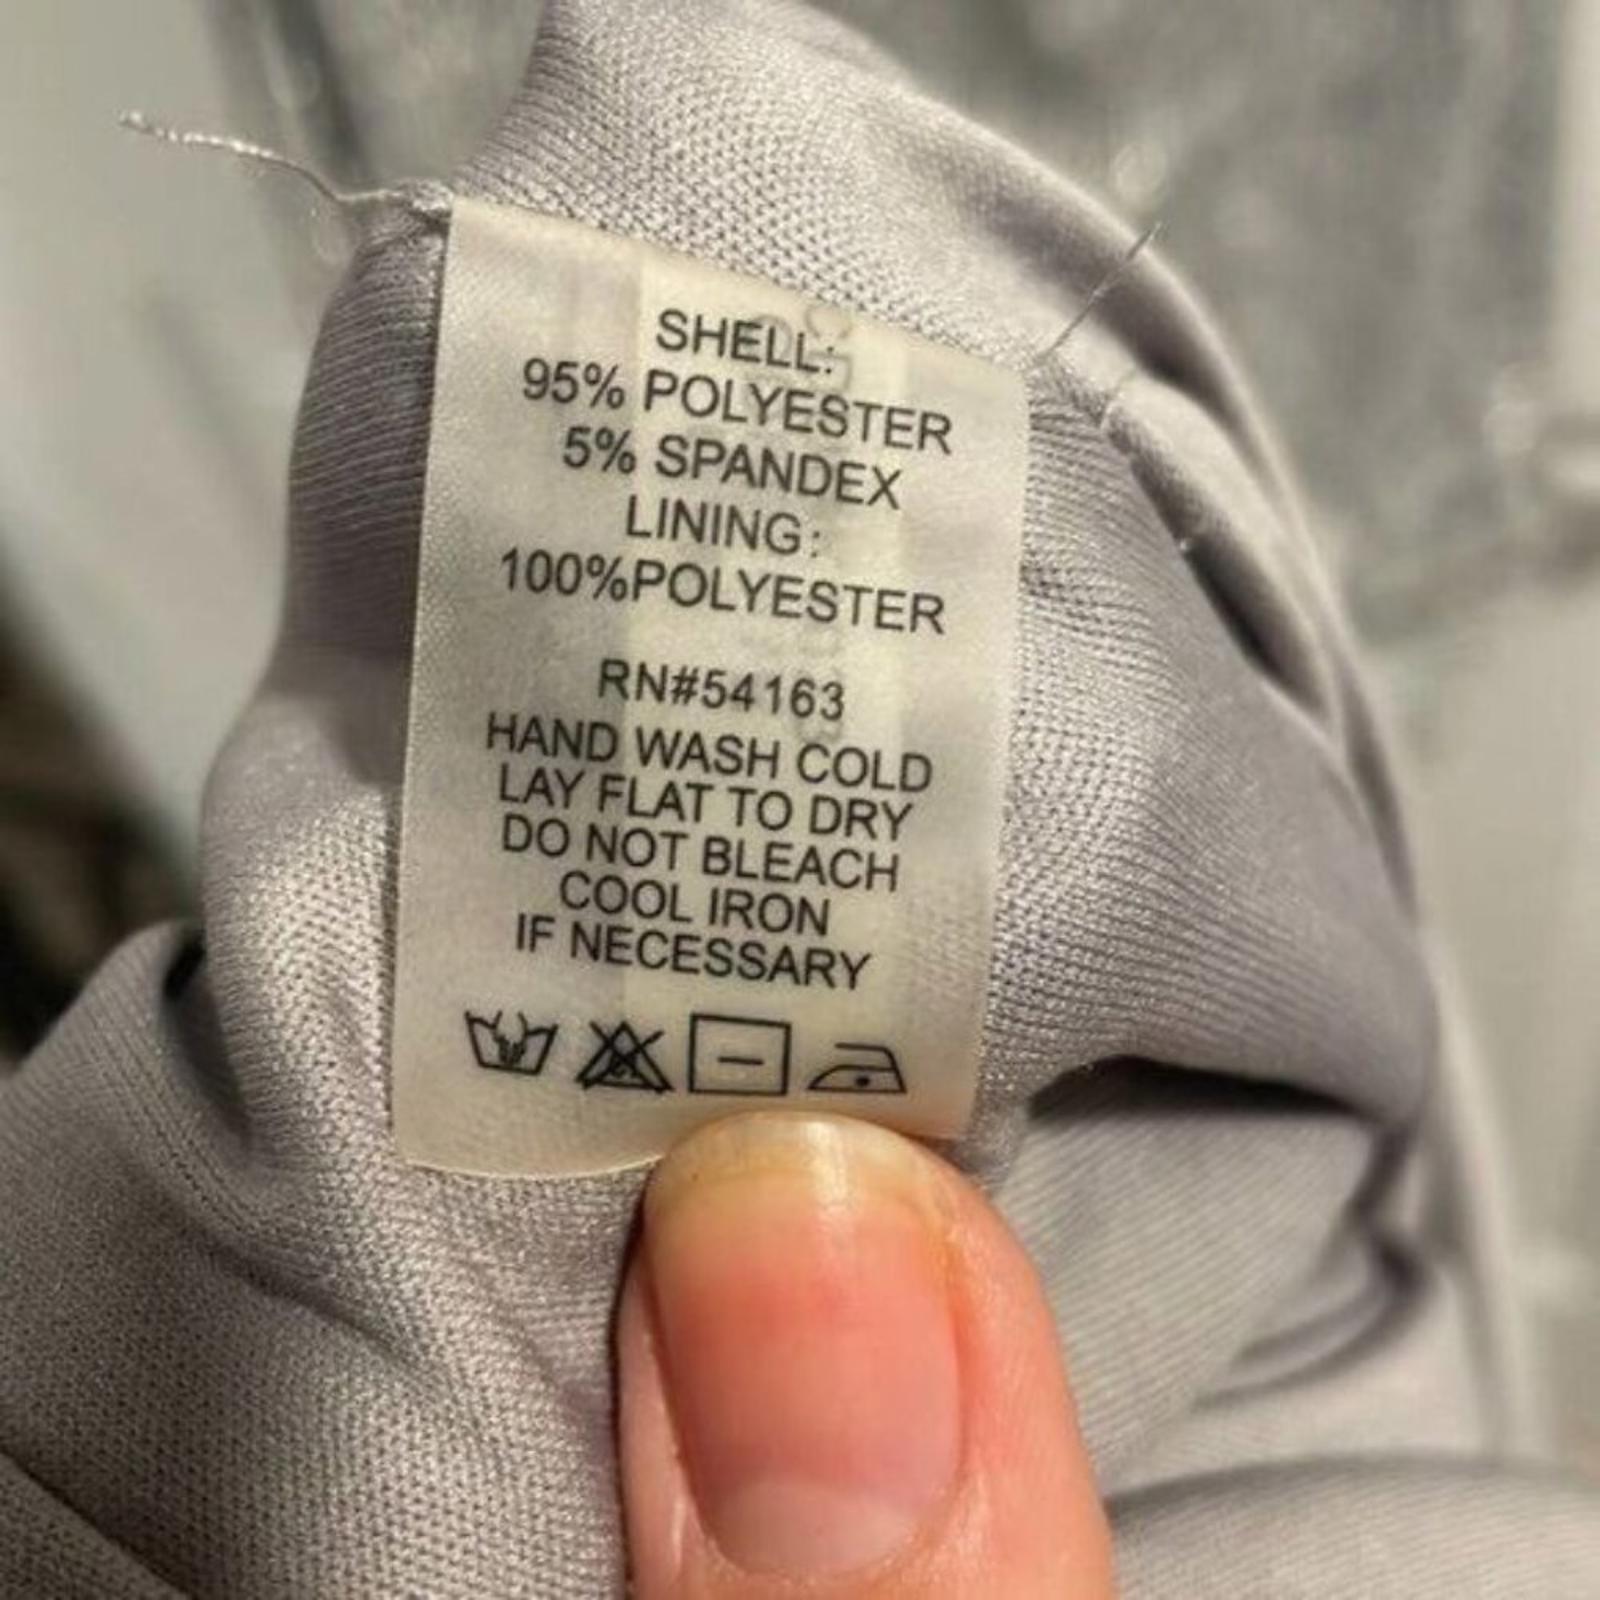 SHELL:
95% POLYESTER
5% SPANDEX
LINING:
100%POLYESTER
RN#54163
HAND WASH COLD
LAY FLAT TO DRY
DO NOT BLEACH
COOL IRON
IF NECESSARY